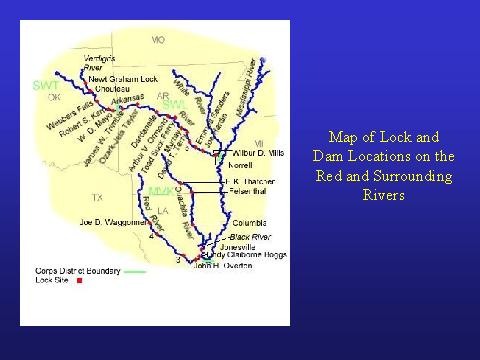 MO
Verdigris
River
Newt Graham Lock
Chouteau
SWT
OK
Webbers Falls
Robert S. Kerr
W. D. Mayo
James W. Trimble
Ozark-Jeta Taylor
Arkansas
River
AR
SWL
Dardanelle
Arthur V. Ormond
Toad Suck Ferry
Murray
David D. Terry
Emmett Sanders
Joe Hardin
White
River
Mississippi River
MI
Wilbur D. Mills
Norrell
H.K. Thatcher
Felsenthal
MVK
Ouachita River
Red
River
TX
LA
Joe D. Waggonner
4
3
Columbia
Black River
Jonesville
Lindy Claiborne Boggs
John H. Overton
Corps District Boundary
Lock Site
Map of Lock and
Dam Locations on the
Red and Surrounding
Rivers